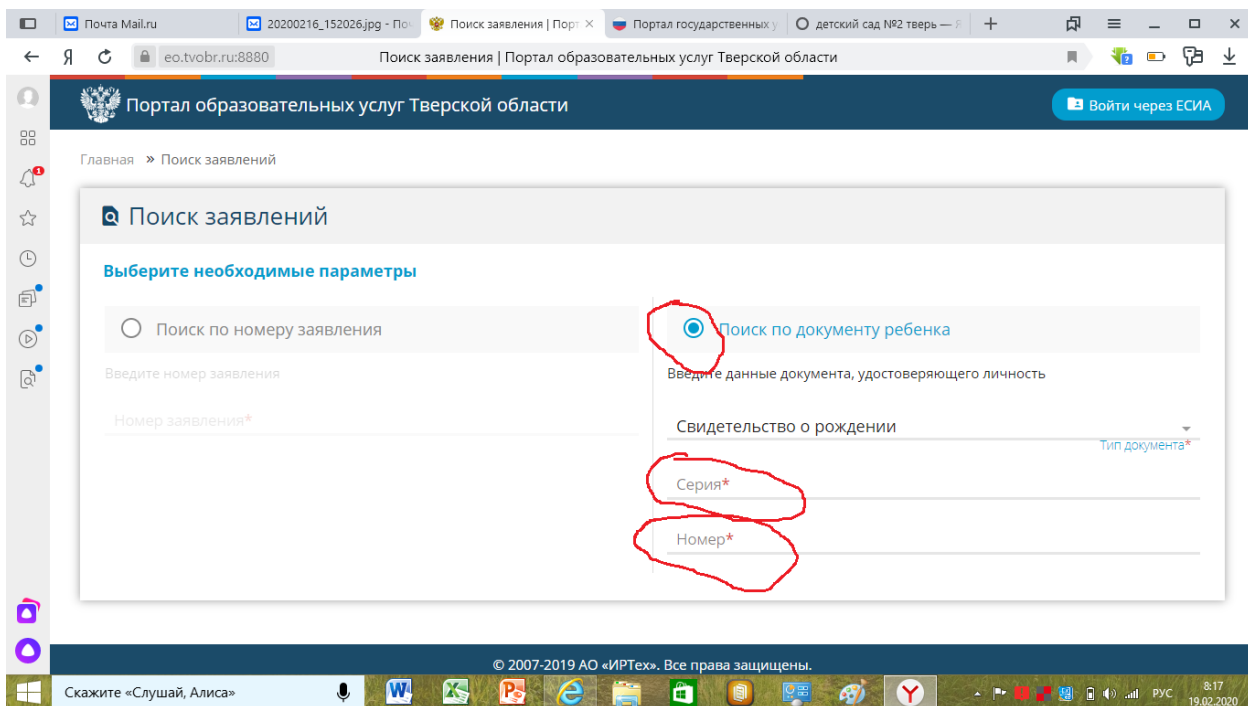 Почта Mail.ru
20200216_152026.jpg - По
Поиск заявления | Порт
Портал государственных у
детский сад №2 тверь — Я
eo.tvobr.ru:8880
Поиск заявления | Портал образовательных услуг Тверской области
Портал образовательных услуг Тверской области
Войти через ЕСИА
Главная » Поиск заявлений
1
Поиск заявлений
Выберите необходимые параметры
Поиск по номеру заявления
Поиск по документу ребенка
Введите номер заявления
Введите данные документа, удостоверяющего личность
Номер заявления*
Свидетельство о рождении
Тип документа*
Серия*
Номер*
© 2007-2019 АО «ИРТех». Все права защищены.
Скажите «Слушай, Алиса»
РУС
8:17
19.02.2020